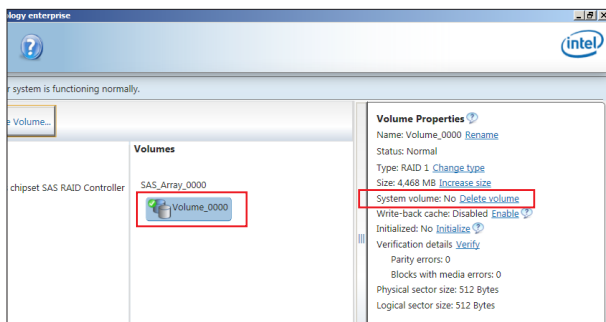 ology enterprise
intel
r system is functioning normally.
e Volume...
Volumes
chipset SAS RAID Controller
SAS_Array_0000
Volume_0000
Volume Properties
Name: Volume_0000 Rename
Status: Normal
Type: RAID 1 Change type
Size: 4,468 MB Increase size
System volume: No Delete volume
Write-back cache: Disabled Enable
Initialized: No Initialize
Verification details Verify
Parity errors: 0
Blocks with media errors: 0
Physical sector size: 512 Bytes
Logical sector size: 512 Bytes